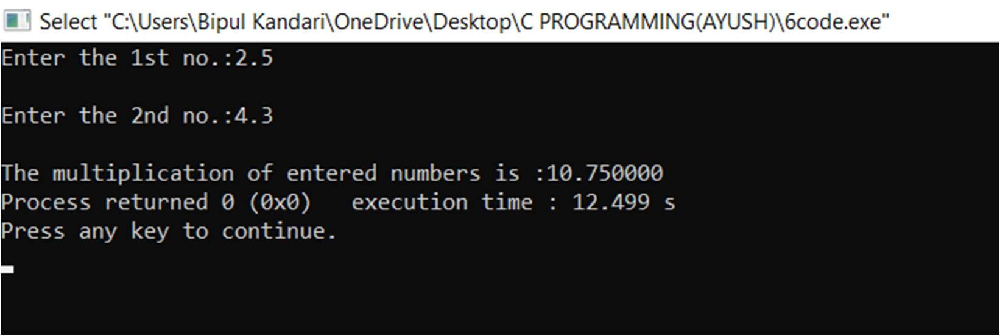 Select "C:\Users\Bipul Kandari\OneDrive\Desktop\C PROGRAMMING(AYUSH)\6code.exe"
Enter the 1st no.:2.5
Enter the 2nd no.:4.3
The multiplication of entered numbers is :10.750000
Process returned 0 (0x0)   execution time : 12.499 s
Press any key to continue.